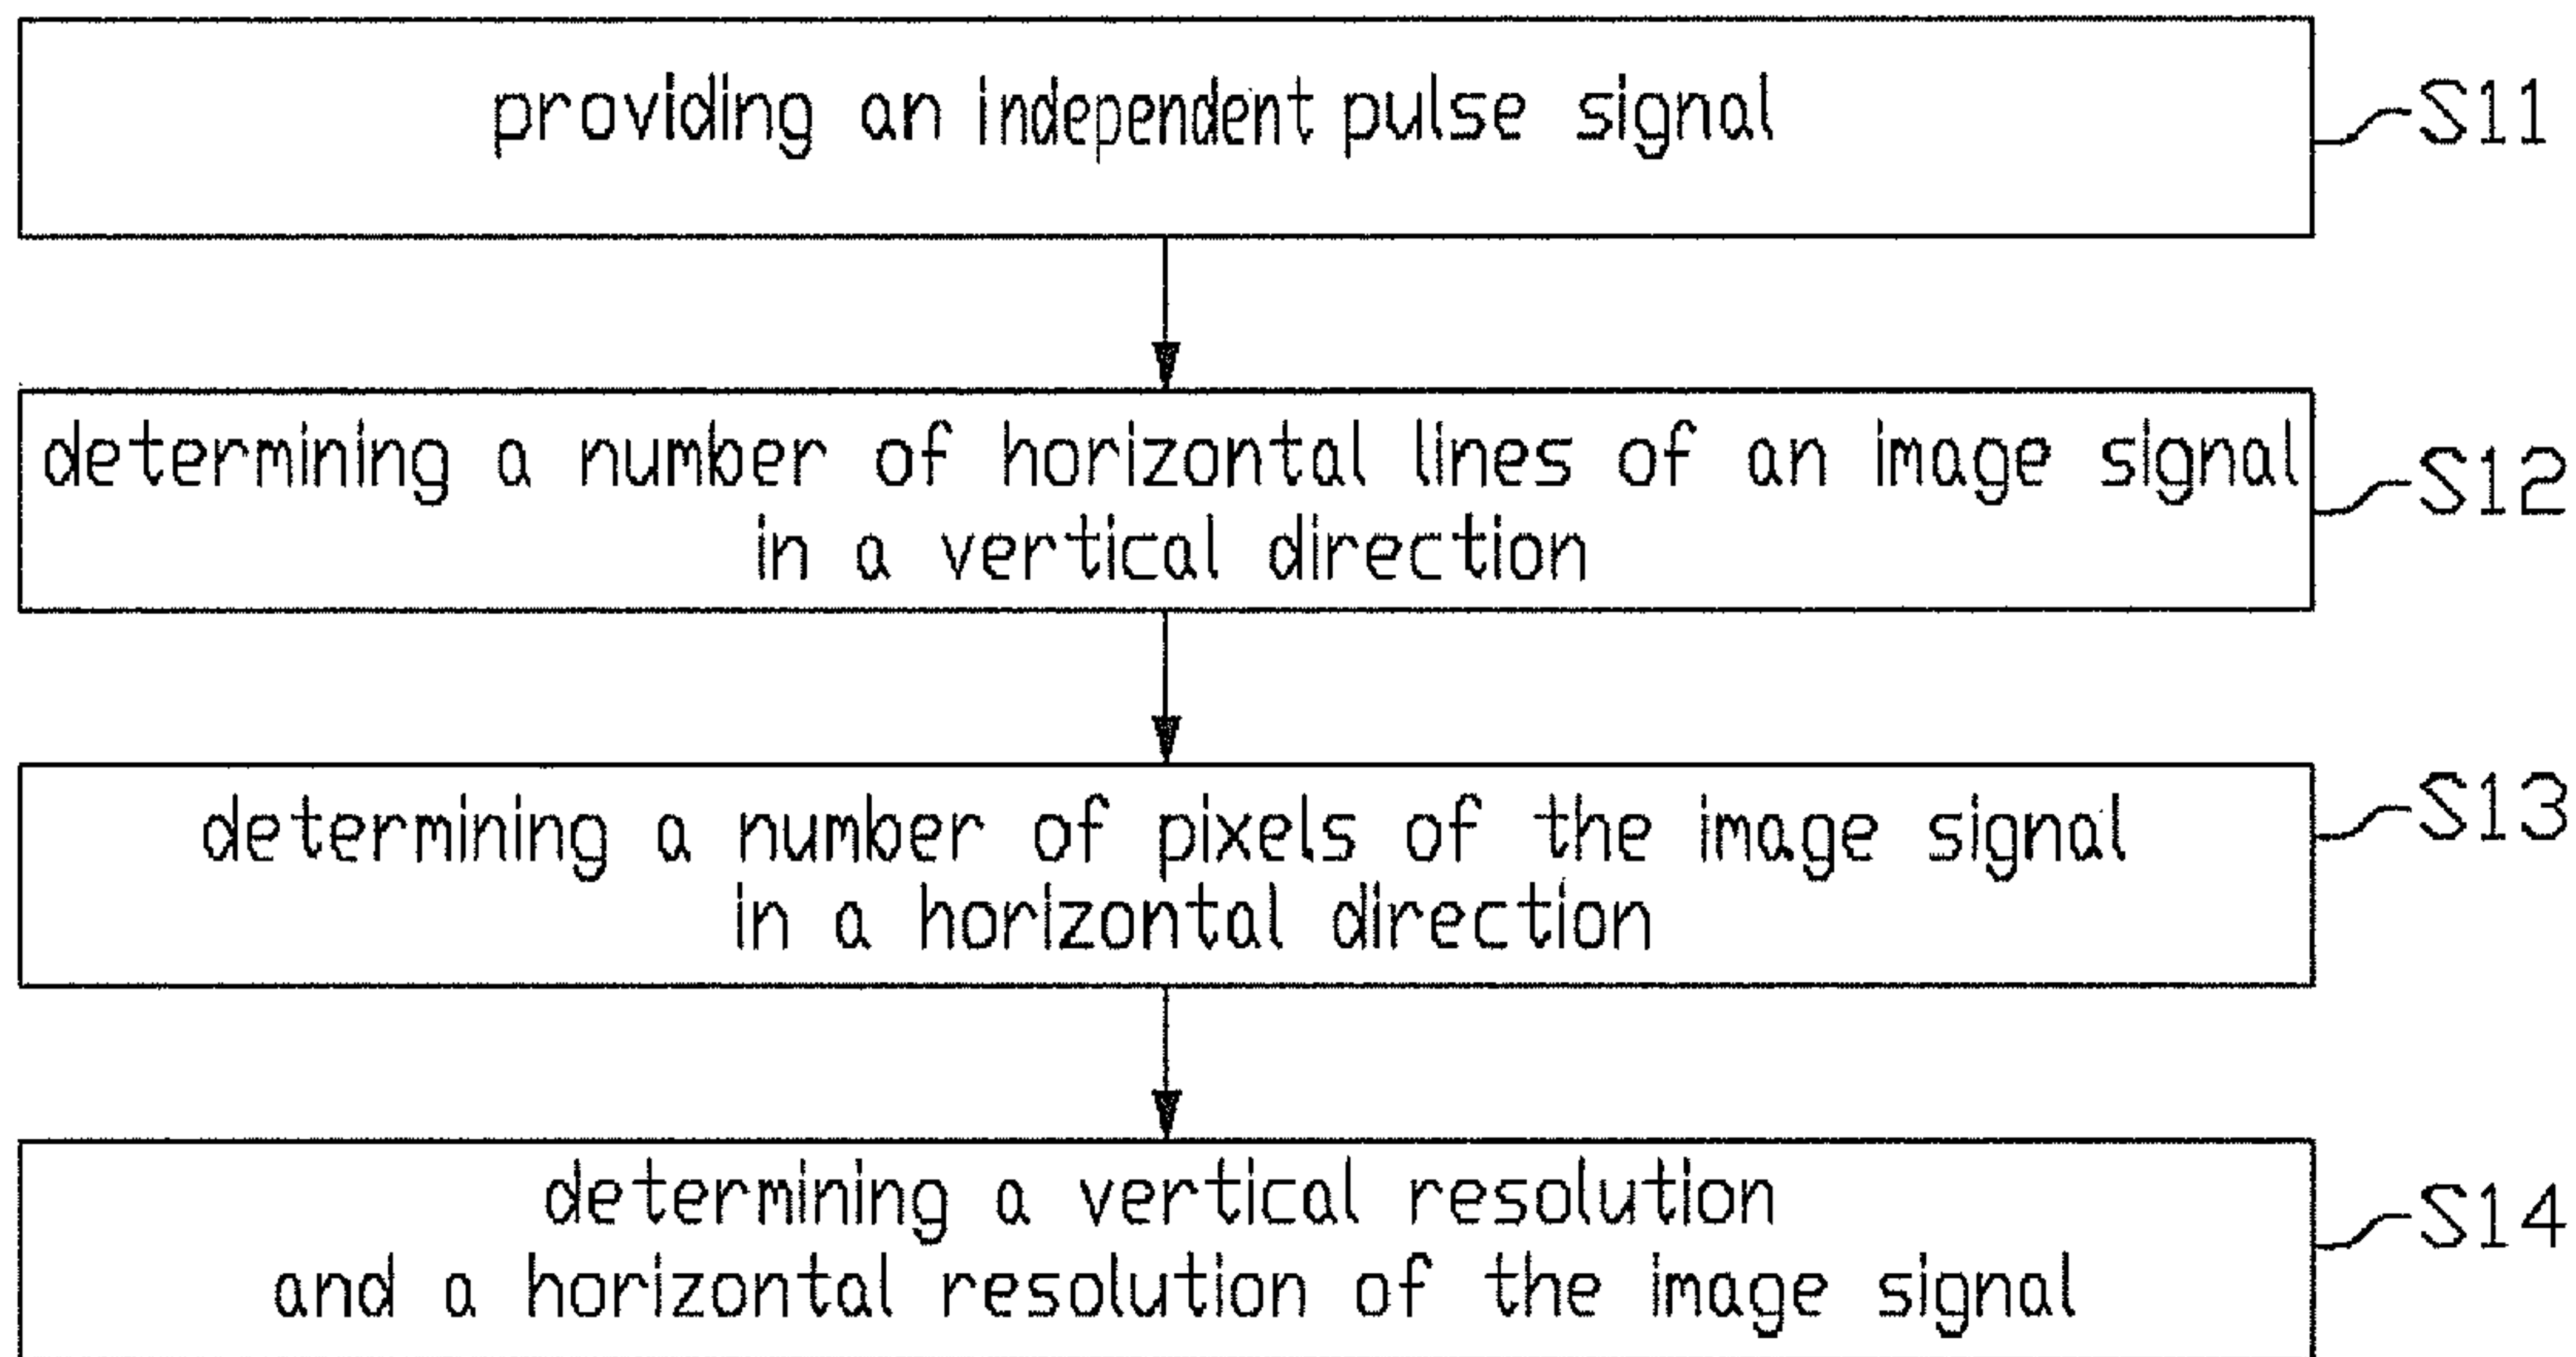 providing an independent pulse signal
S11
determining a number of horizontal lines of an image signal
in a vertical direction
S12
determining a number of pixels of the image signal
in a horizontal direction
S13
determining a vertical resolution
and a horizontal resolution of the image signal
S14